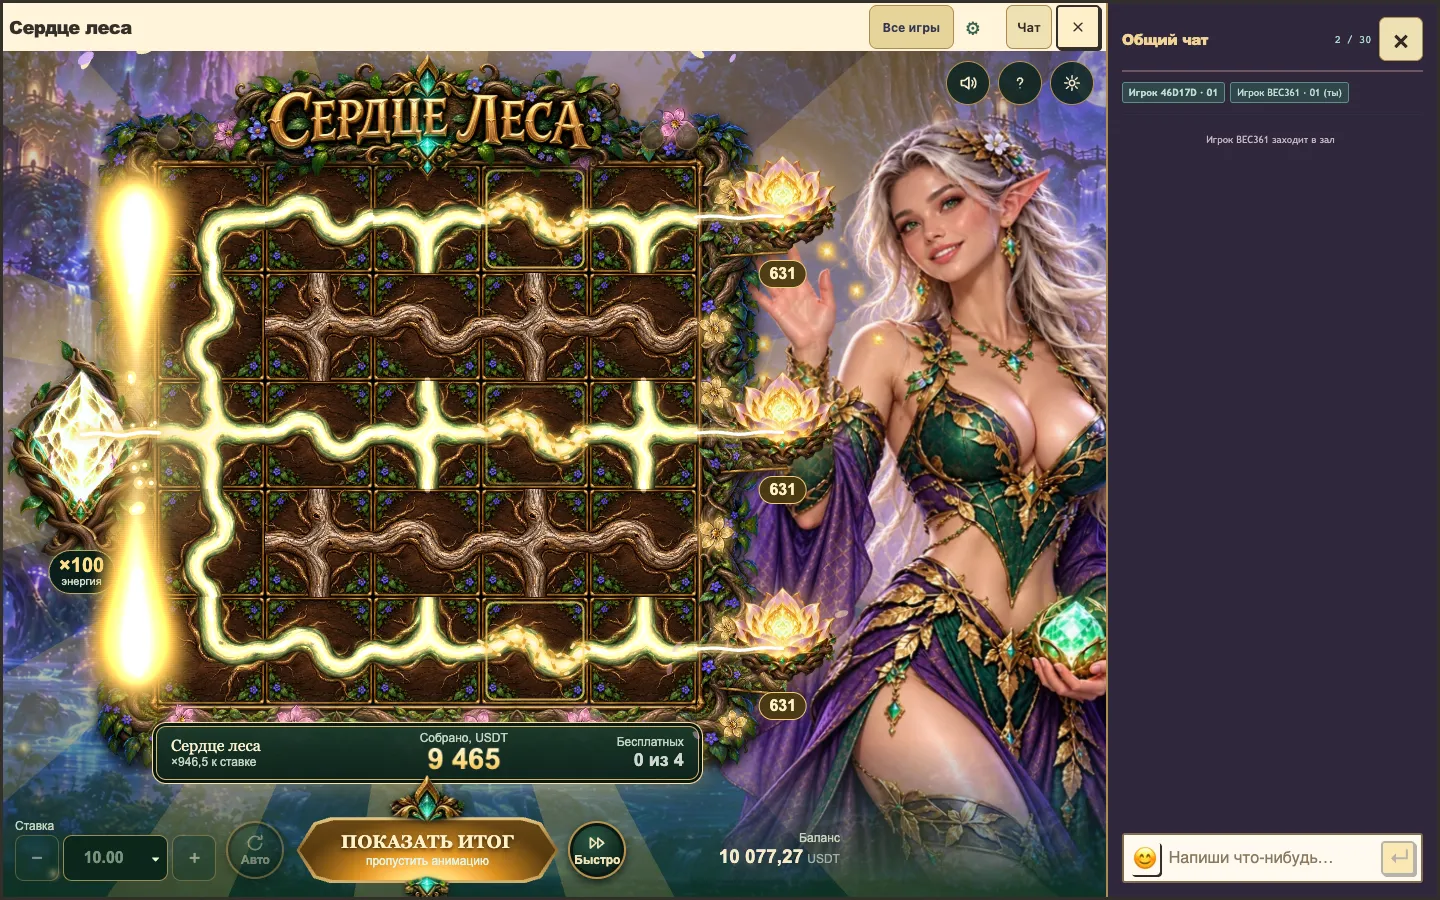 Сердце леса
Все игры
Чат
×
СЕРДЦЕ ЛЕСА
?
631
631
631
×100
энергия
Сердце леса
×946,5 к ставке
Собрано, USDT
9 465
Бесплатных
0 из 4
Ставка
−
10.00
+
Авто
ПОКАЗАТЬ ИТОГ
пропустить анимацию
Быстро
Баланс
10 077,27 USDT
Общий чат
2 / 30
×
Игрок 46D17D · 01
Игрок BEC361 · 01 (ты)
Игрок BEC361 заходит в зал
Напиши что-нибудь...